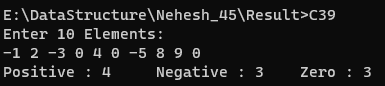 E:\DataStructure\Nehesh_45\Result>C39
Enter 10 Elements:
-1 2 -3 0 4 0 -5 8 9 0
Positive : 4     Negative : 3    Zero : 3